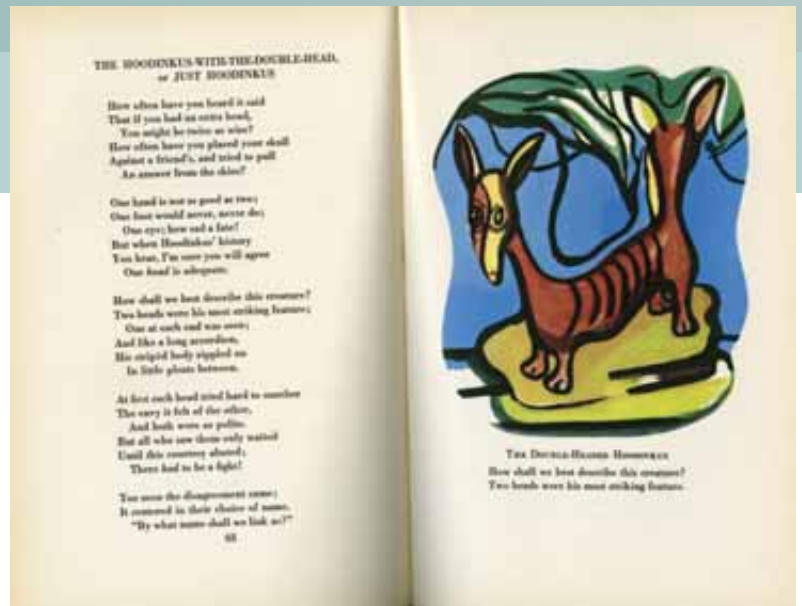 THE HOODINKUS-WITH-THE-DOUBLE-HEAD,
or JUST HOODINKUS
How often have you heard it said
That if you had an extra head,
You might be twice as wise?
How often have you placed your skull
Against a friend's, and tried to pull
An answer from the skies?
One hand is not as good as two;
One foot would never, never do;
One eye; how sad a fate!
But when Hoodinkus' history
You hear, I'm sure you will agree
One head is adequate.
How shall we best describe this creature?
Two heads were his most striking feature;
One at each end was seen;
And like a long accordion,
His striped body rippled on
In little pleats between.
At first each head tried hard to smother
The envy it felt of the other,
And both were so polite.
But all who saw them only waited
Until this courtesy abated;
There had to be a fight!
Too soon the disagreement came;
It centered in their choice of name.
"By what name shall we link us?"
THE DOUBLE-HEADED HOODINKUS
How shall we best describe this creature?
Two heads were his most striking feature.